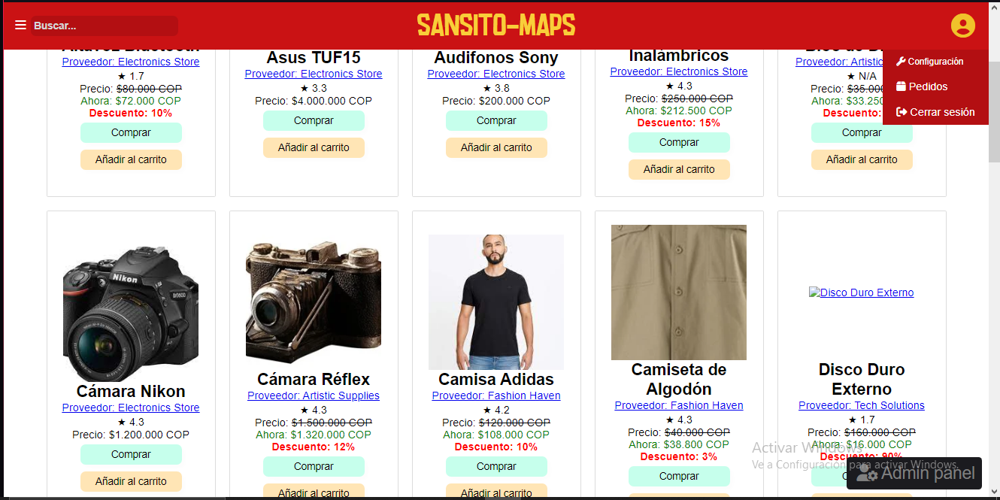 Buscar...
SANSITO-MAPS
Configuración
Pedidos
Cerrar sesión
Proveedor: Electronics Store
★ 1.7
Precio: $80.000 COP
Ahora: $72.000 COP
Descuento: 10%
Comprar
Añadir al carrito
Asus TUF15
Proveedor: Electronics Store
★ 3.3
Precio: $4.000.000 COP
Comprar
Añadir al carrito
Audifonos Sony
Proveedor: Electronics Store
★ 3.8
Precio: $200.000 COP
Comprar
Añadir al carrito
Inalámbricos
Proveedor: Electronics Store
★ 4.3
Precio: $250.000 COP
Ahora: $212.500 COP
Descuento: 15%
Comprar
Añadir al carrito
Proveedor: Artistic
★ N/A
Precio: $35.000
Ahora: $33.250
Descuento:
Comprar
Añadir al carrito
Nikon
Cámara Nikon
Proveedor: Electronics Store
★ 4.3
Precio: $1.200.000 COP
Comprar
Añadir al carrito
Cámara Réflex
Proveedor: Artistic Supplies
★ 4.3
Precio: $1.500.000 COP
Ahora: $1.320.000 COP
Descuento: 12%
Comprar
Añadir al carrito
Camisa Adidas
Proveedor: Fashion Haven
★ 4.2
Precio: $120.000 COP
Ahora: $108.000 COP
Descuento: 10%
Comprar
Añadir al carrito
Camiseta de
Algodón
Proveedor: Fashion Haven
★ 4.3
Precio: $40.000 COP
Ahora: $38.800 COP
Descuento: 3%
Comprar
Disco Duro Externo
Disco Duro
Externo
Proveedor: Tech Solutions
★ 1.7
Precio: $160.000 COP
Ahora: $16.000 COP
Descuento: 90%
Activar Windows
Ve a Configuración para activar Windows.
Admin panel